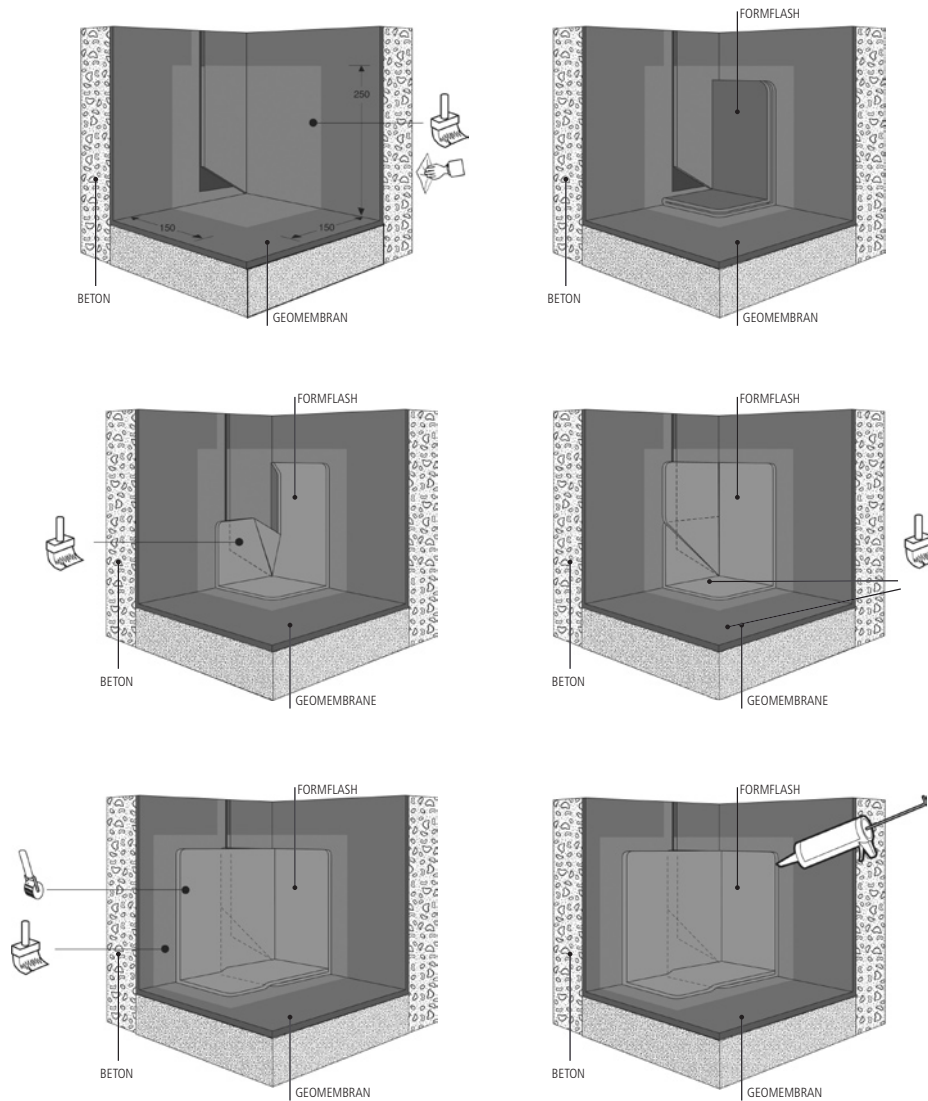 FORMFLASH
250
150
150
BETON
GEOMEMBRAN
BETON
GEOMEMBRAN
FORMFLASH
FORMFLASH
BETON
GEOMEMBRANE
BETON
GEOMEMBRANE
FORMFLASH
FORMFLASH
BETON
GEOMEMBRAN
BETON
GEOMEMBRAN